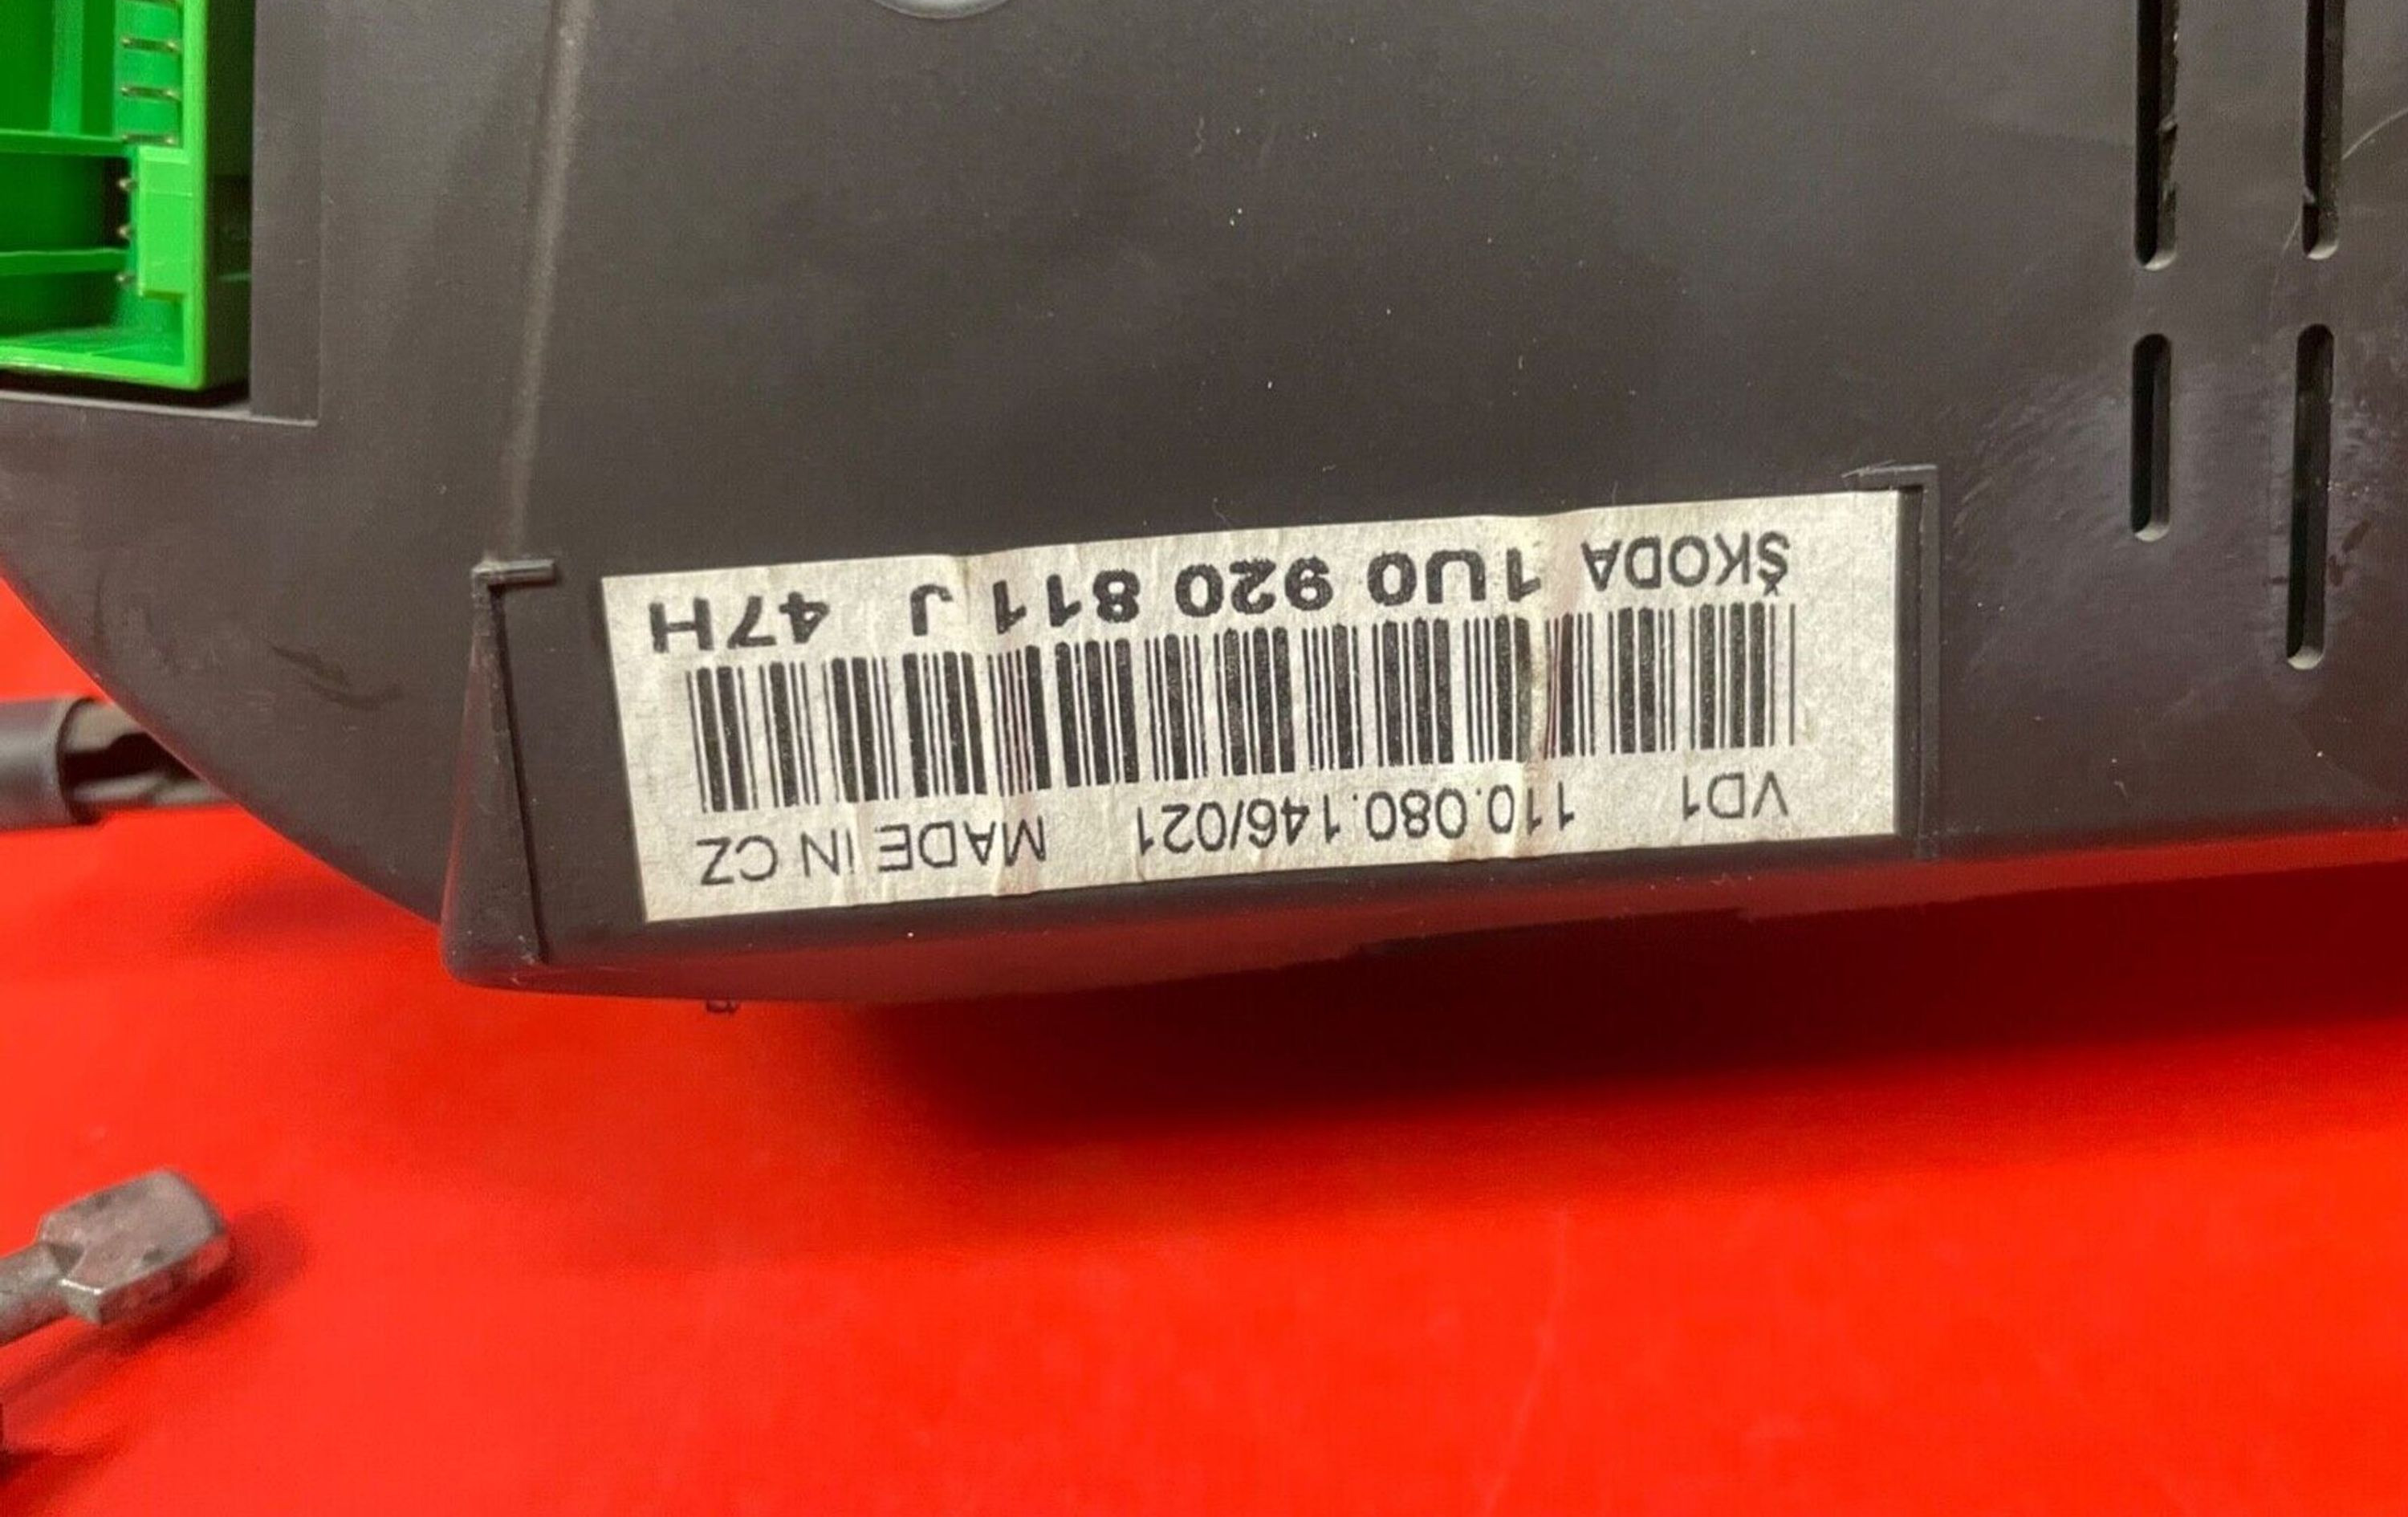 ŠKODA 1U0 920 811 J 47H
VD1 110.080.146/021 MADE IN CZ